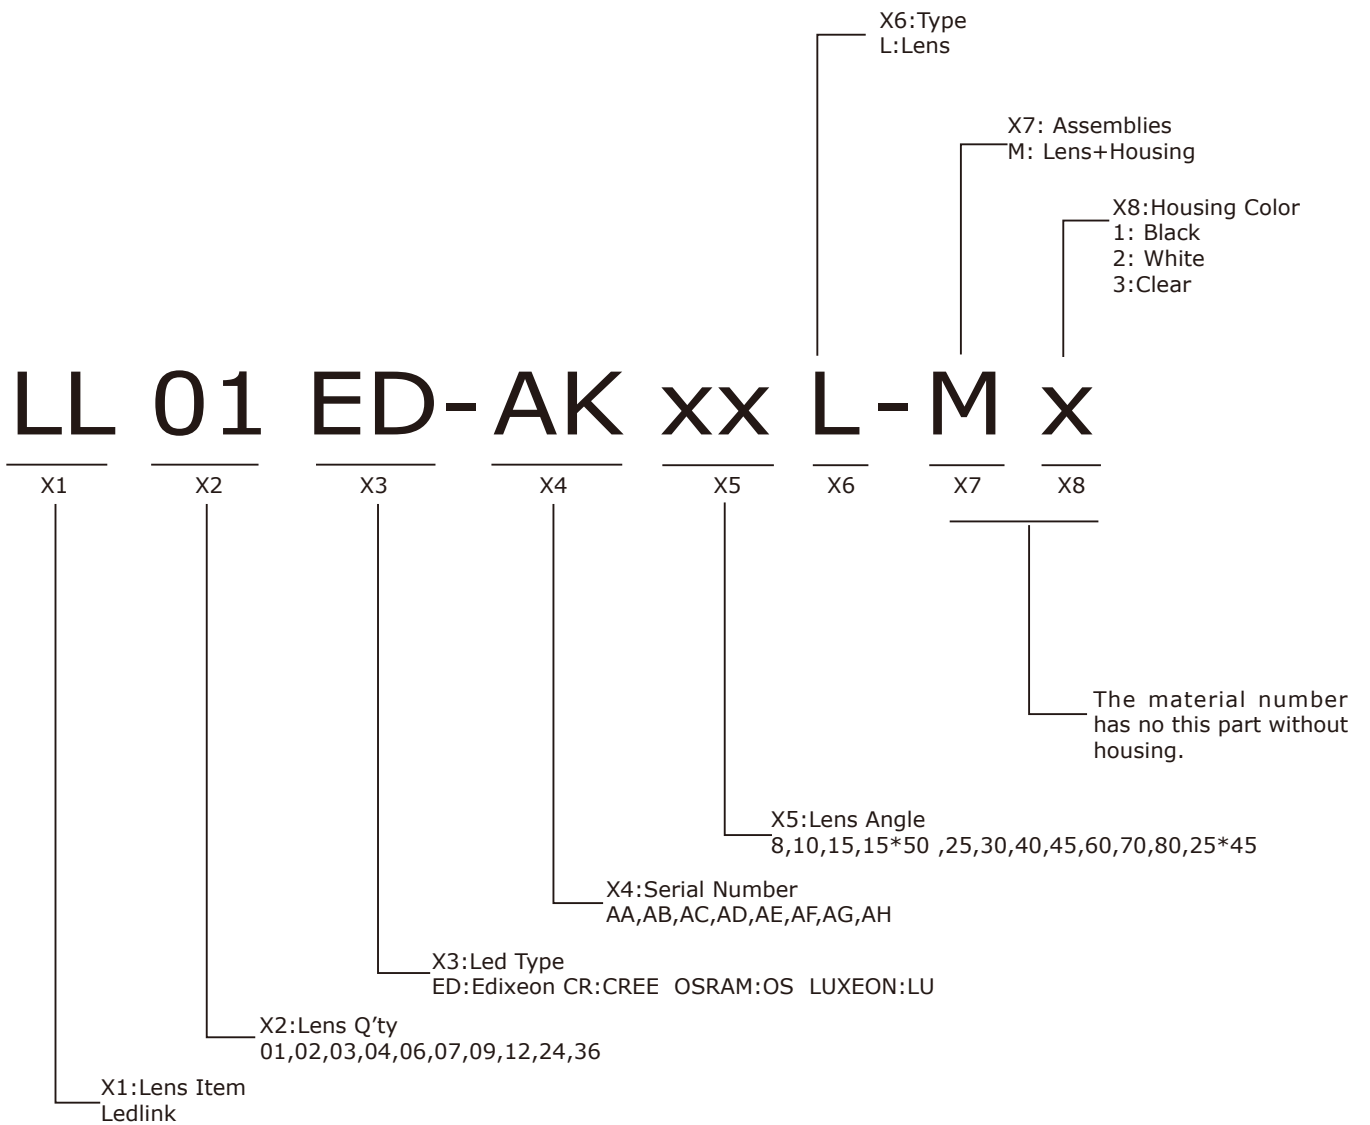 X6:Type
L:Lens
X7: Assemblies
M: Lens+Housing
X8:Housing Color
1: Black
2: White
3:Clear
LL 01 ED-AK xx L-M x
X1 X2 X3 X4 X5 X6 X7 X8
The material number
has no this part without
housing.
X5:Lens Angle
8,10,15,15*50 ,25,30,40,45,60,70,80,25*45
X4:Serial Number
AA,AB,AC,AD,AE,AF,AG,AH
X3:Led Type
ED:Edixeon CR:CREE OSRAM:OS LUXEON:LU
X2:Lens Q’ty
01,02,03,04,06,07,09,12,24,36
X1:Lens Item
Ledlink